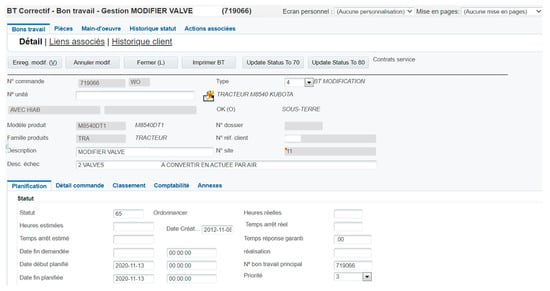 BT Correctif - Bon travail - Gestion MODIFIER VALVE (719066) Ecran personnel .: (Aucune personnalisation) Mise en pages: (Aucune mise en pages)
Bons travail Pièces Main-d'oeuvre Historique statut Actions associées
Détail | Liens associés | Historique client
Enreg. modif. (V) Annuler modif. Fermer (L) Imprimer BT Update Status To 70 Update Status To 80 Contrats service
N° commande 719066 WO Type 4 BT MODIFICATION
N° unité TRACTEUR M8540 KUBOTA
AVEC HIAB OK (O) SOUS-TERRE
Modèle produit M8540DT1 M8540DT1 N° dossier
Famille produits TRA TRACTEUR N° réf. client
Description MODIFIER VALVE N° site 11
Desc. échec 2 VALVES A CONVERTIR EN ACTUÉE PAR AIR
Planification Détail commande Classement Comptabilité Annexes
Statut
Statut 65 Ordonnancer Heures réelles
Heures estimées Date Créat... 2012-11-06 Temps arrêt réel
Temps arrêt estimé Temps réponse garanti :00
Date fin demandée 00:00:00 réalisation
Date début planifié 2020-11-13 00:00:00 N° bon travail principal 719066
Date fin planifiée 2020-11-13 00:00:00 Priorité 3